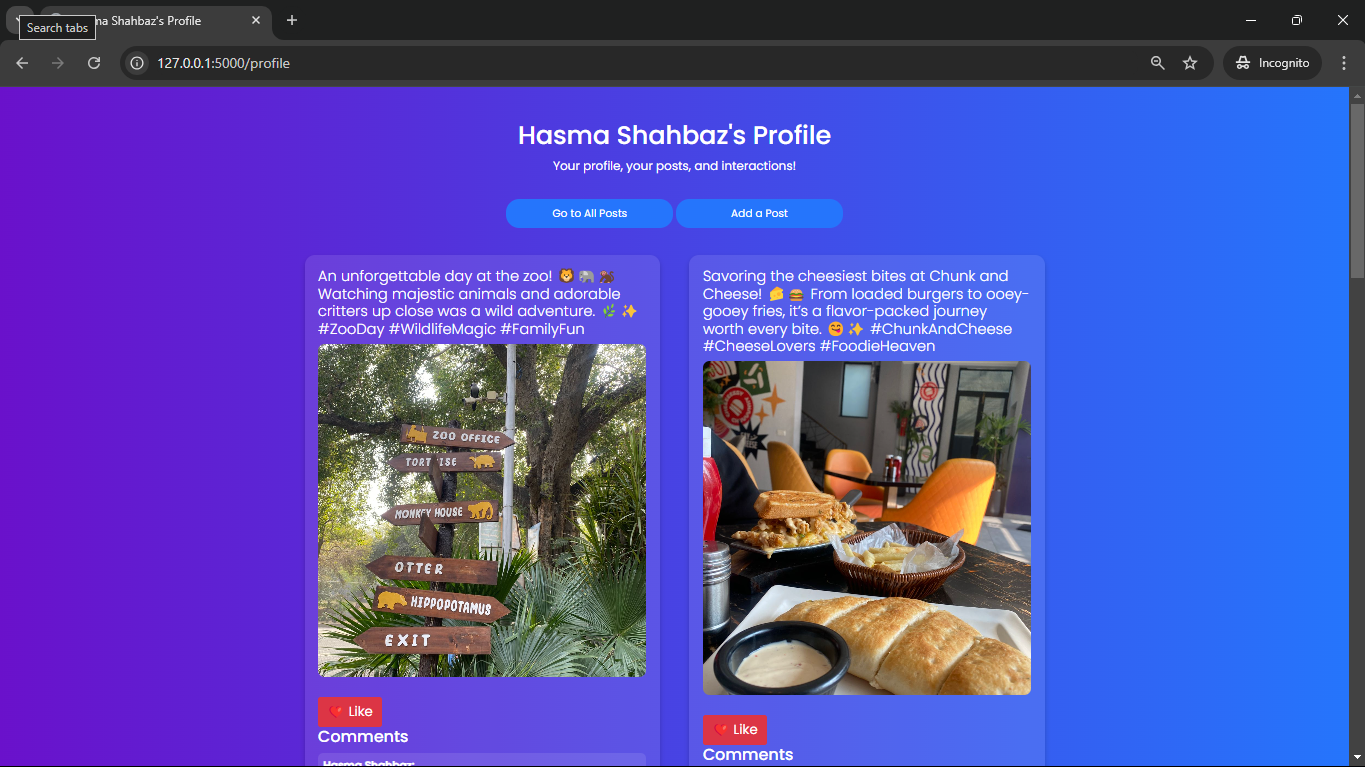 ma Shahbaz's Profile
Search tabs
127.0.0.1:5000/profile
Incognito
Hasma Shahbaz's Profile
Your profile, your posts, and interactions!
Go to All Posts
Add a Post
An unforgettable day at the zoo! 🦁 🐘 🐒
Watching majestic animals and adorable
critters up close was a wild adventure. 🌿 ✨
#ZooDay #WildlifeMagic #FamilyFun
ZOO OFFICE
TORT ISE
MONKEY HOUSE
OTTER
HIPPOPOTAMUS
EXIT
❤️ Like
Comments
Hasma Shahbaz:
Savoring the cheesiest bites at Chunk and
Cheese! 🧀 🍔 From loaded burgers to ooey-
gooey fries, it's a flavor-packed journey
worth every bite. 😋 ✨ #ChunkAndCheese
#CheeseLovers #FoodieHeaven
❤️ Like
Comments